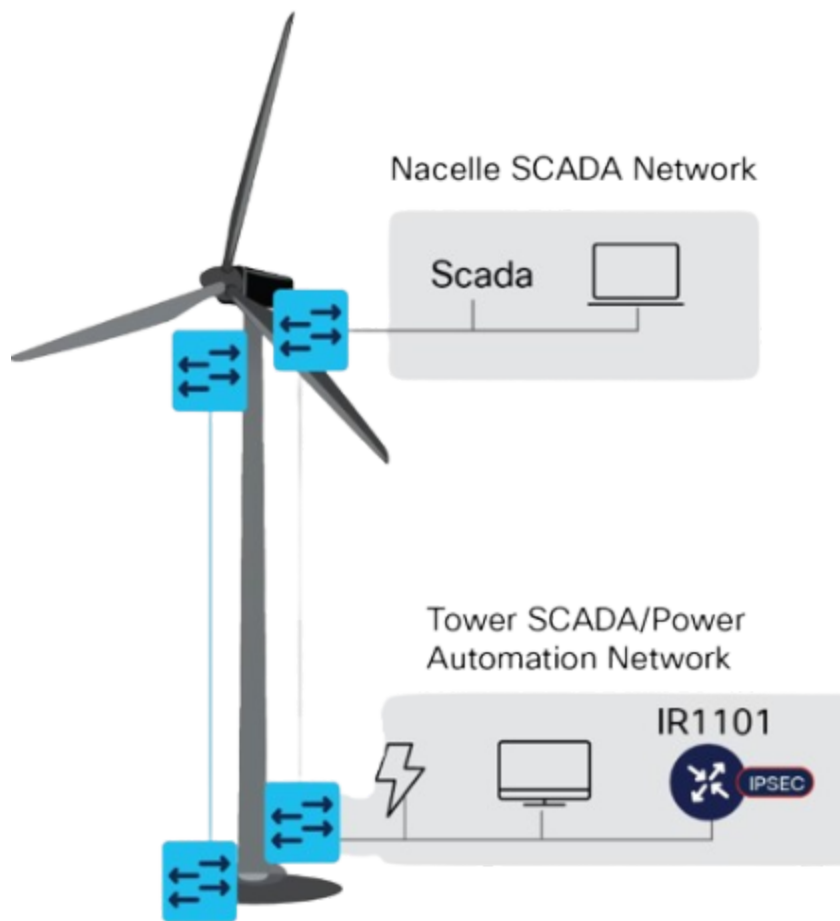 Nacelle SCADA Network
Scada
Tower SCADA/Power
Automation Network
IR1101
IPSEC